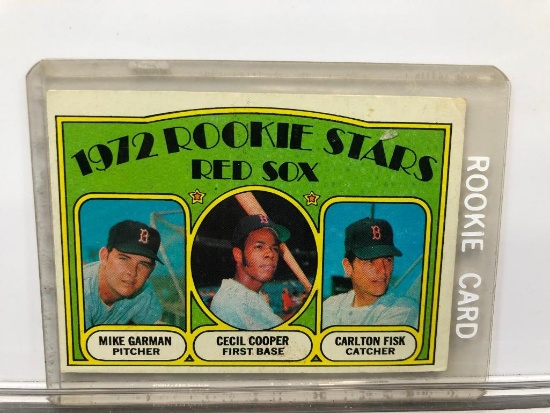 1972 ROOKIE STARS
RED SOX
B
B
B
MIKE GARMAN
PITCHER
CECIL COOPER
FIRST BASE
CARLTON FISK
CATCHER
ROOKIE CARD